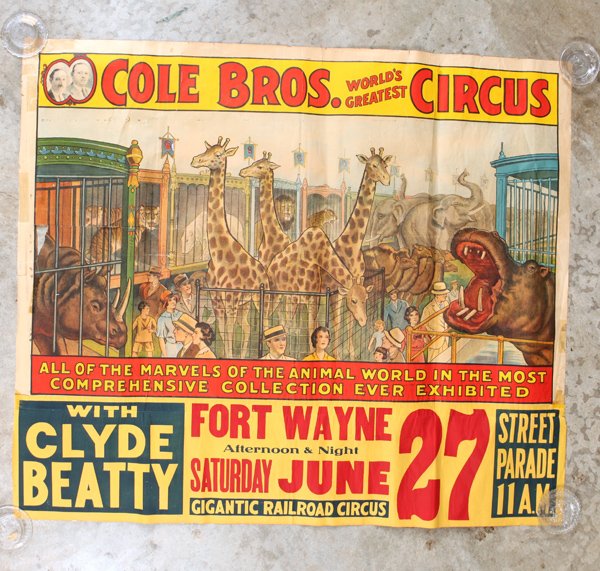 COLE BROS. WORLD'S GREATEST CIRCUS
ALL OF THE MARVELS OF THE ANIMAL WORLD IN THE MOST
COMPREHENSIVE COLLECTION EVER EXHIBITED
WITH
CLYDE
BEATTY
FORT WAYNE
Afternoon & Night
SATURDAY JUNE
GIGANTIC RAILROAD CIRCUS
27
STREET
PARADE
11 A.M.